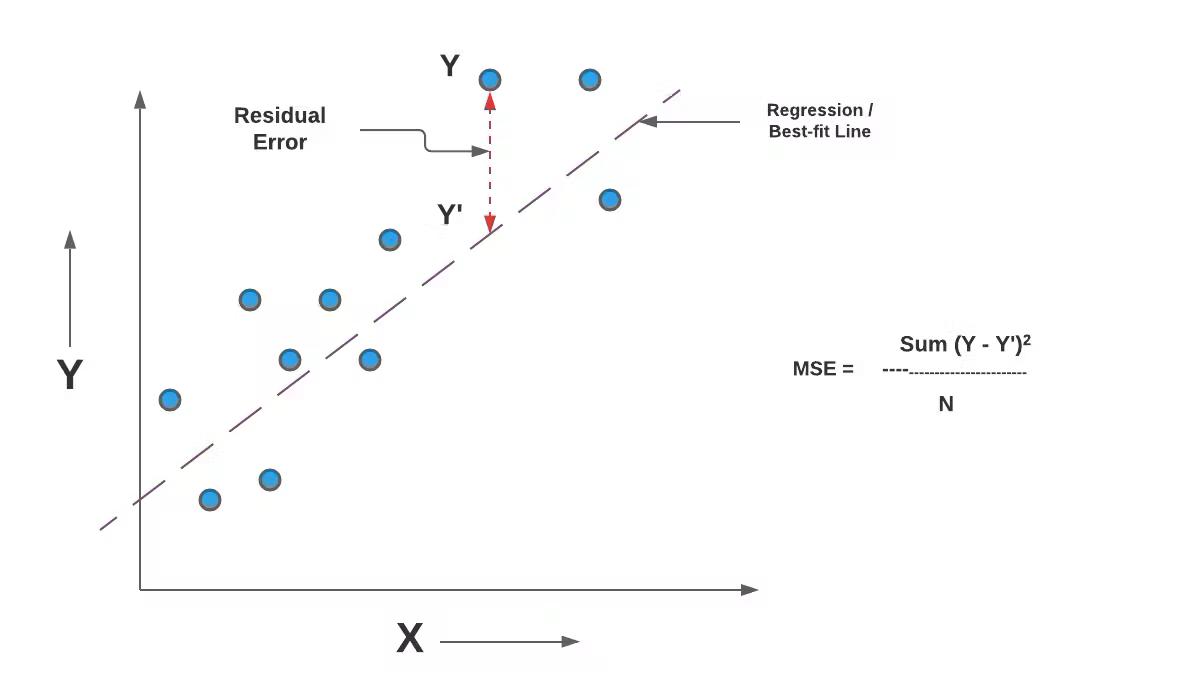 Y
Residual
Error
Regression /
Best-fit Line
Y'
Y
Sum (Y - Y')²
MSE = ---------------------------
N
X